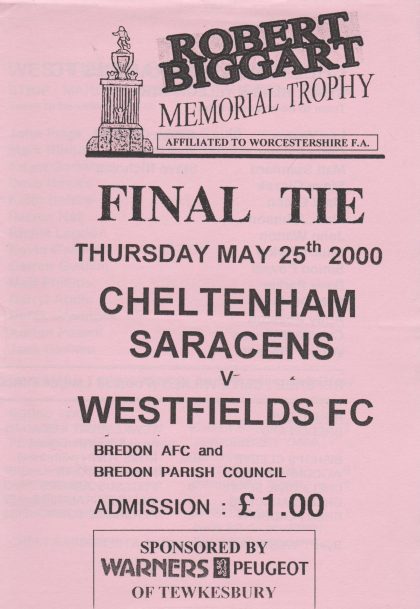 ROBERT
BIGGART
MEMORIAL TROPHY
AFFILIATED TO WORCESTERSHIRE F.A.
FINAL TIE
THURSDAY MAY 25th 2000
CHELTENHAM
SARACENS
V
WESTFIELDS FC
BREDON AFC and
BREDON PARISH COUNCIL
ADMISSION : £1.00
SPONSORED BY
WARNERS PEUGEOT
OF TEWKESBURY